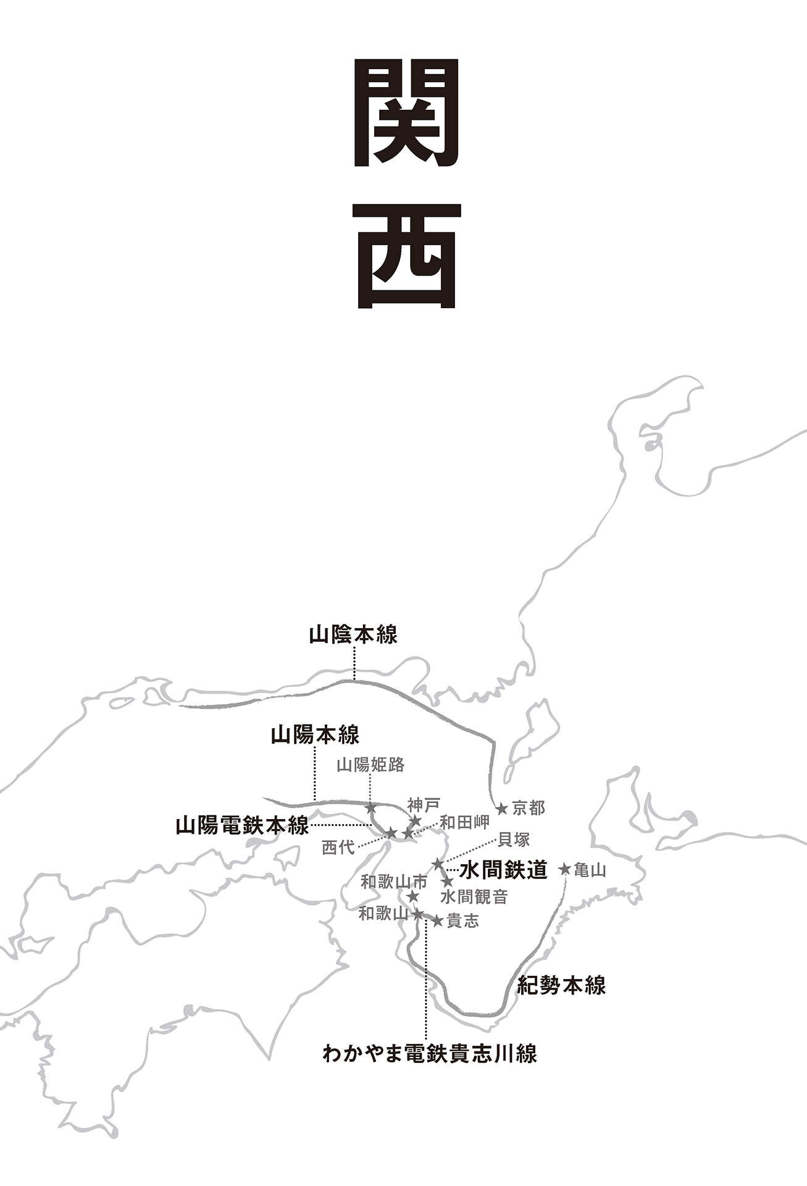 関西
山陰本線
山陽本線
山陽姫路
神戸
京都
山陽電鉄本線
和田岬
西代
貝塚
水間鉄道
亀山
和歌山市
水間観音
和歌山
貴志
紀勢本線
わかやま電鉄貴志川線